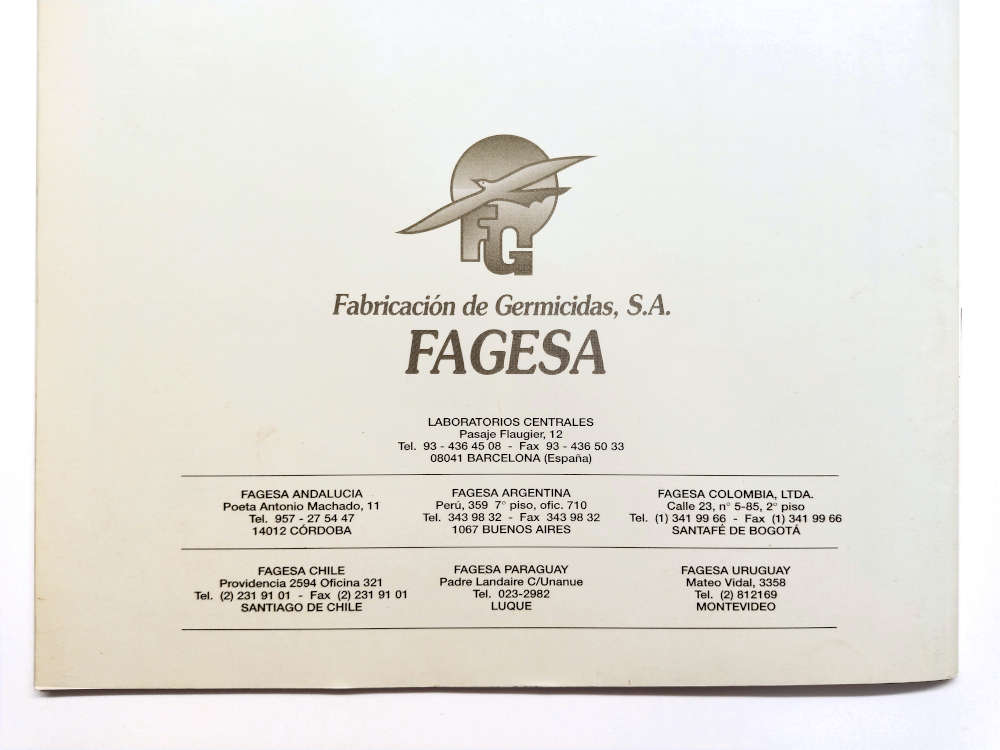 FG
Fabricación de Germicidas, S.A.
FAGESA
LABORATORIOS CENTRALES
Pasaje Flaugier, 12
Tel. 93 - 436 45 08 - Fax 93 - 436 50 33
08041 BARCELONA (España)
FAGESA ANDALUCIA
Poeta Antonio Machado, 11
Tel. 957 - 27 54 47
14012 CÓRDOBA
FAGESA ARGENTINA
Perú, 359 7° piso, ofic. 710
Tel. 343 98 32 - Fax 343 98 32
1067 BUENOS AIRES
FAGESA COLOMBIA, LTDA.
Calle 23, n° 5-85, 2° piso
Tel. (1) 341 99 66 - Fax (1) 341 99 66
SANTAFÉ DE BOGOTÁ
FAGESA CHILE
Providencia 2594 Oficina 321
Tel. (2) 231 91 01 - Fax (2) 231 91 01
SANTIAGO DE CHILE
FAGESA PARAGUAY
Padre Landaire C/Unanue
Tel. 023-2982
LUQUE
FAGESA URUGUAY
Mateo Vidal, 3358
Tel. (2) 812169
MONTEVIDEO